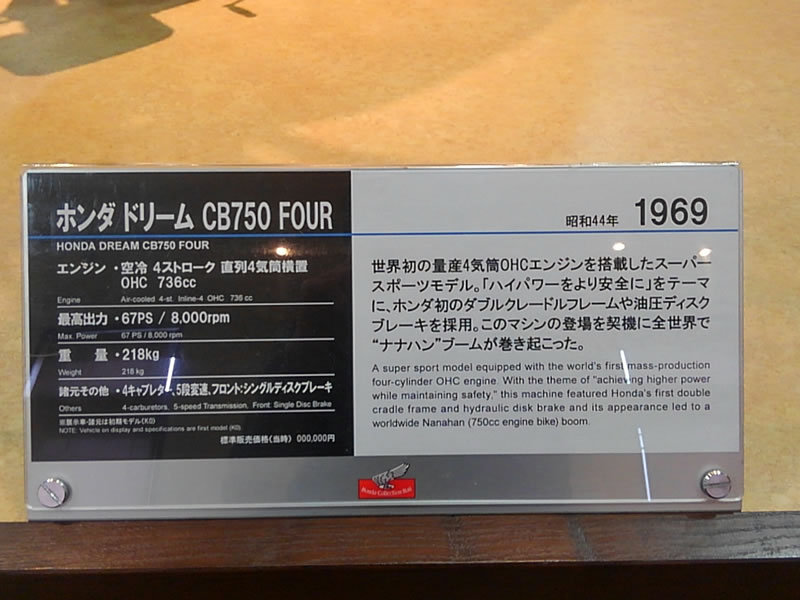 ホンダ ドリーム CB750 FOUR
HONDA DREAM CB750 FOUR
エンジン・空冷 4ストローク 直列4気筒横置
OHC 736cc
Engine Air-cooled 4-st. Inline-4 OHC 736 cc
最高出力・67PS / 8,000rpm
Max. Power 67 PS / 8,000 rpm
重 量・218kg
Weight 218 kg
諸元その他・4キャブレター、5段変速、フロント:シングルディスクブレーキ
Others 4-carburetors, 5-speed Transmission, Front: Single Disc Brake
※展示車・諸元は初期モデル(K0)
NOTE: Vehicle on display and specifications are first model (K0).
標準販売価格(当時) 000,000円
昭和44年 1969
世界初の量産4気筒OHCエンジンを搭載したスーパー
スポーツモデル。「ハイパワーをより安全に」をテーマ
に、ホンダ初のダブルクレードルフレームや油圧ディスク
ブレーキを採用。このマシンの登場を契機に全世界で
“ナナハン”ブームが巻き起こった。
A super sport model equipped with the world's first mass-production
four-cylinder OHC engine. With the theme of "achieving higher power
while maintaining safety," this machine featured Honda's first double
cradle frame and hydraulic disk brake and its appearance led to a
worldwide Nanahan (750cc engine bike) boom.
Honda Collection Hall